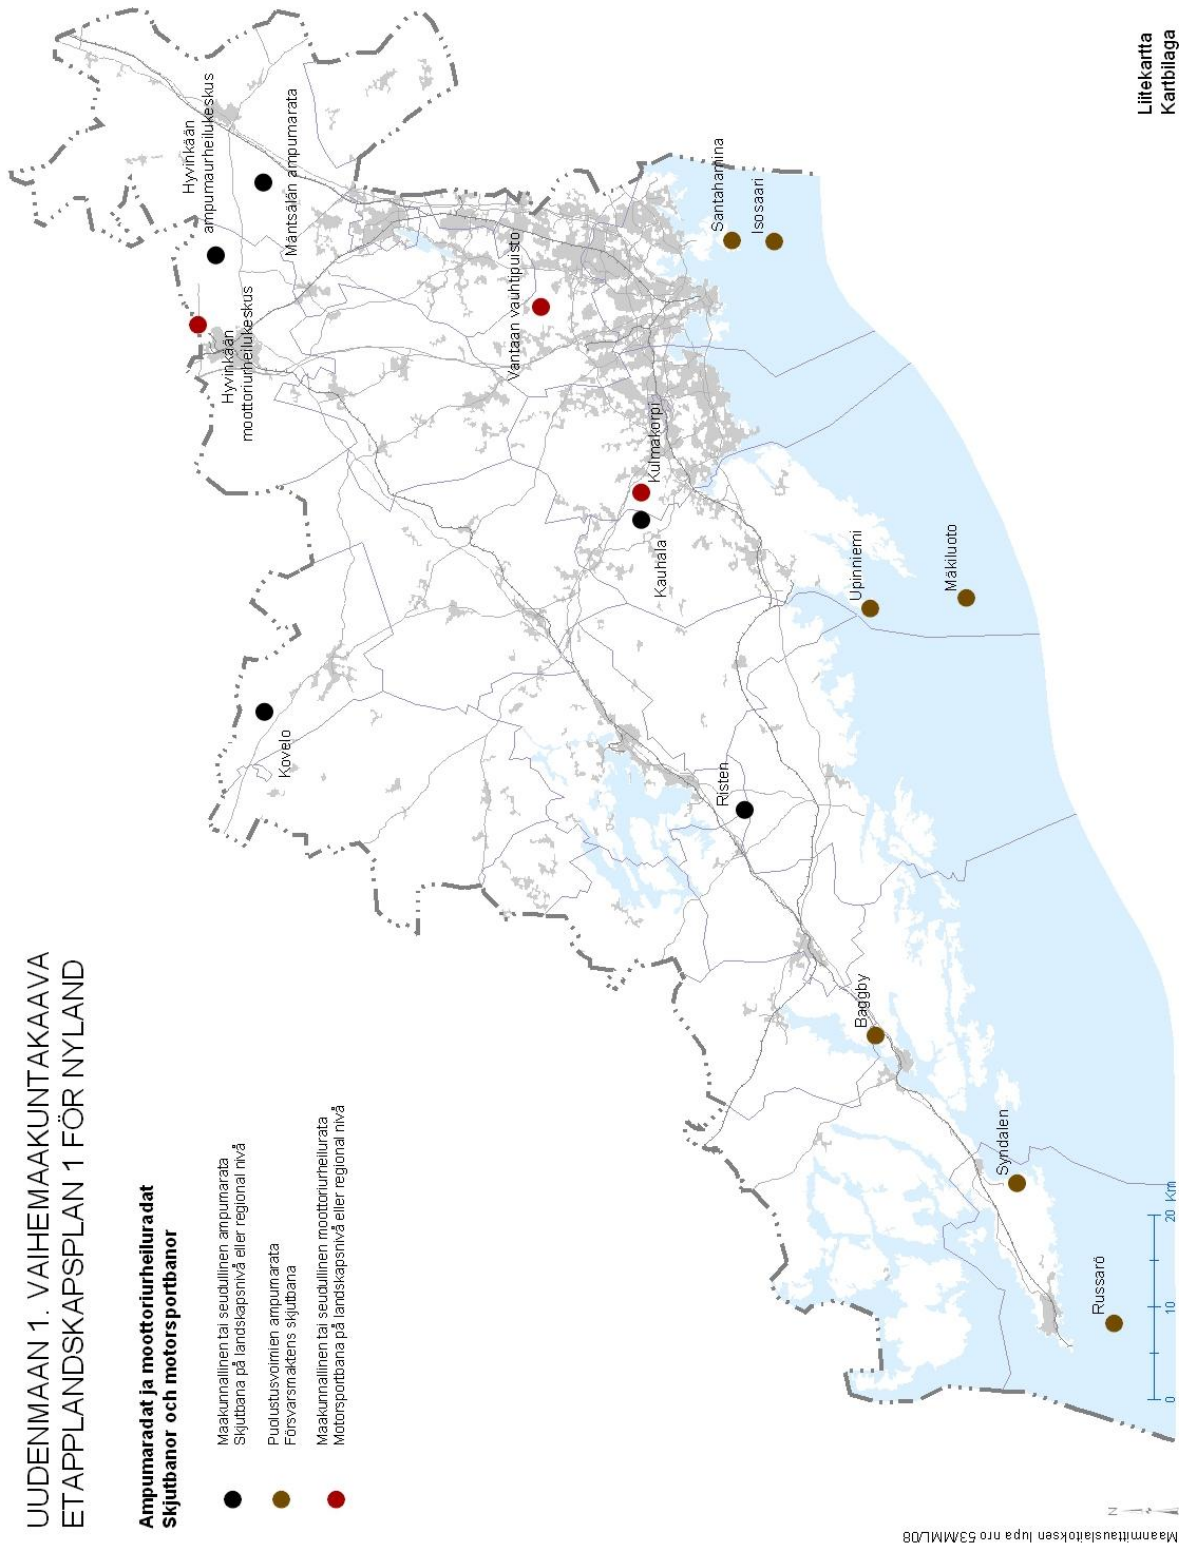 UUDENMAAN 1. VAIHEMAAKUNTAKAAVA
ETAPPLANDSKAPSPLAN 1 FÖR NYLAND
Ampumaradat ja moottoriurheiluradat
Skjutbanor och motorsportbanor
Maakunnallinen tai seudullinen ampumarata
Skjutbana på landskapsnivå eller regional nivå
Puolustusvoimien ampumarata
Försvarsmaktens skjutbana
Maakunnallinen tai seudullinen moottoriurheilurata
Motorsportbana på landskapsnivå eller regional nivå
Hyvinkään
ampumaurheilukeskus
Mäntsälän ampumarata
Hyvinkään
moottoriurheilukeskus
Kovelo
Vantaan vauhtipuisto
Kulmakorpi
Kauhala
Santahamina
Isosaari
Risten
Upinniemi
Mäkiluoto
Baggby
Syndalen
Russarö
0
10
20 Km
N
Maanmittauslaitoksen lupa nro 53/MML/08
Liitekartta
Kartbilaga